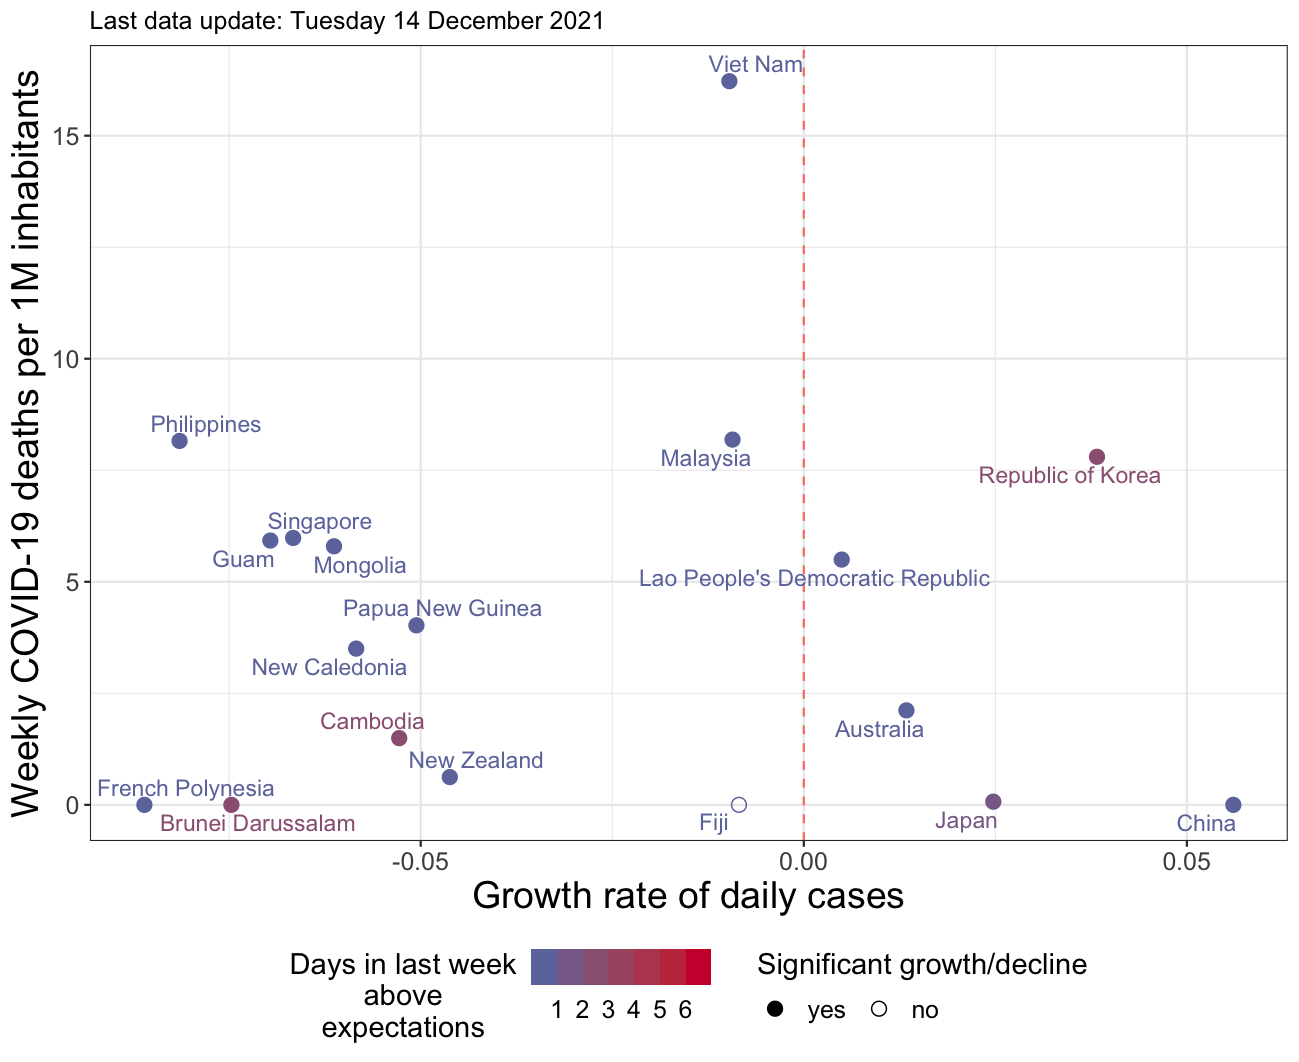 Last data update: Tuesday 14 December 2021
Weekly COVID-19 deaths per 1M inhabitants
15
10
5
0
Viet Nam
Philippines
Malaysia
Republic of Korea
Singapore
Guam
Mongolia
Lao People's Democratic Republic
Papua New Guinea
New Caledonia
Cambodia
Australia
New Zealand
French Polynesia
Brunei Darussalam
Fiji
Japan
China
-0.05
0.00
0.05
Growth rate of daily cases
Days in last week
above
expectations
1 2 3 4 5 6
Significant growth/decline
yes
no